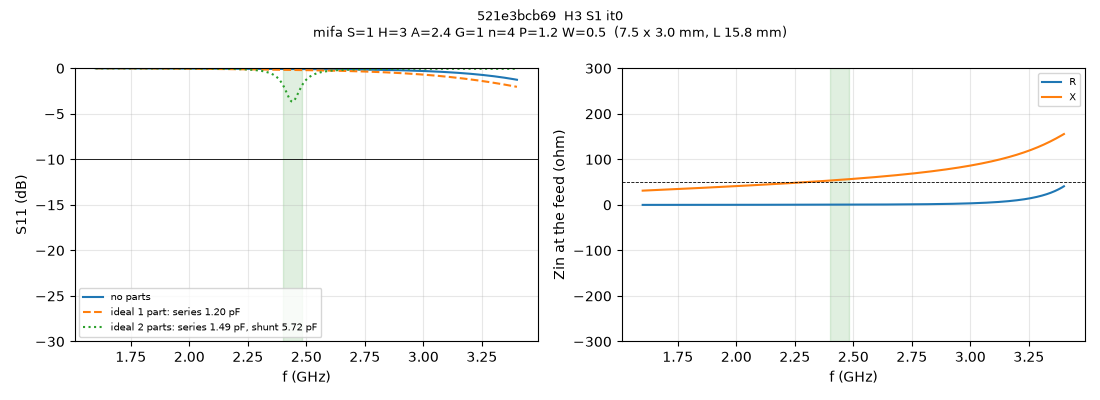 521e3bcb69  H3 S1 it0
mifa S=1 H=3 A=2.4 G=1 n=4 P=1.2 W=0.5  (7.5 x 3.0 mm, L 15.8 mm)
S11 (dB)
0
−5
−10
−15
−20
−25
−30
no parts
ideal 1 part: series 1.20 pF
ideal 2 parts: series 1.49 pF, shunt 5.72 pF
1.75 2.00 2.25 2.50 2.75 3.00 3.25
f (GHz)
Zin at the feed (ohm)
300
200
100
0
−100
−200
−300
R
X
1.75 2.00 2.25 2.50 2.75 3.00 3.25
f (GHz)